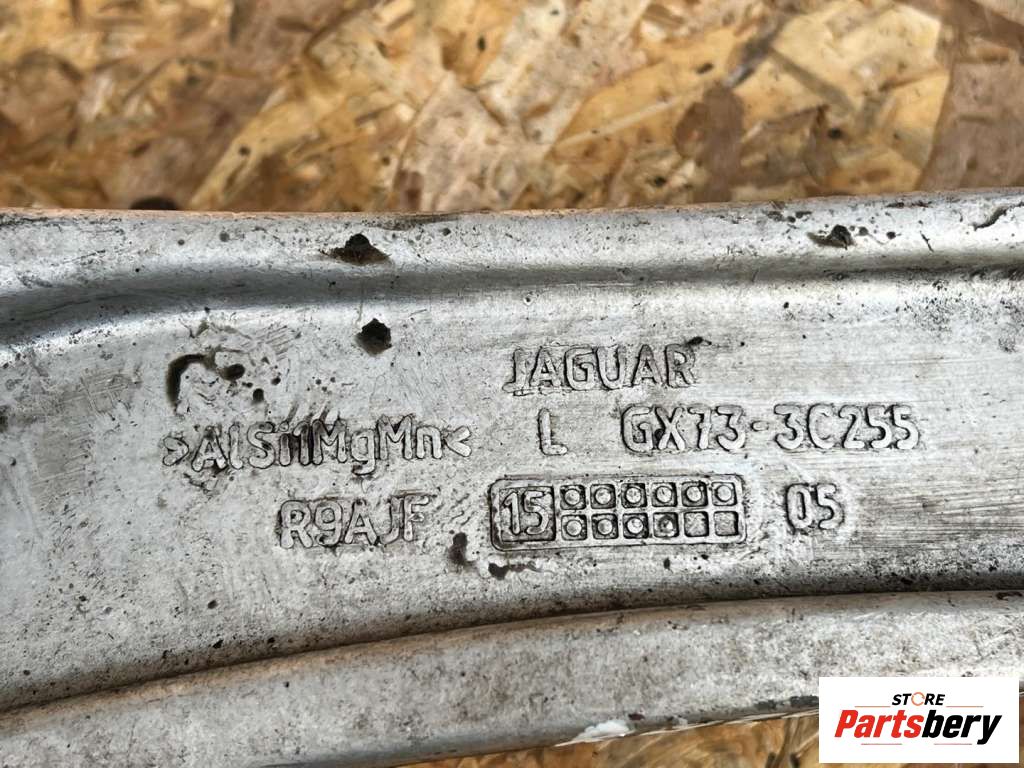 JAGUAR
>AlSi1MgMn< L GX73-3C255
R9AJF 15 05
STORE
Partsbery